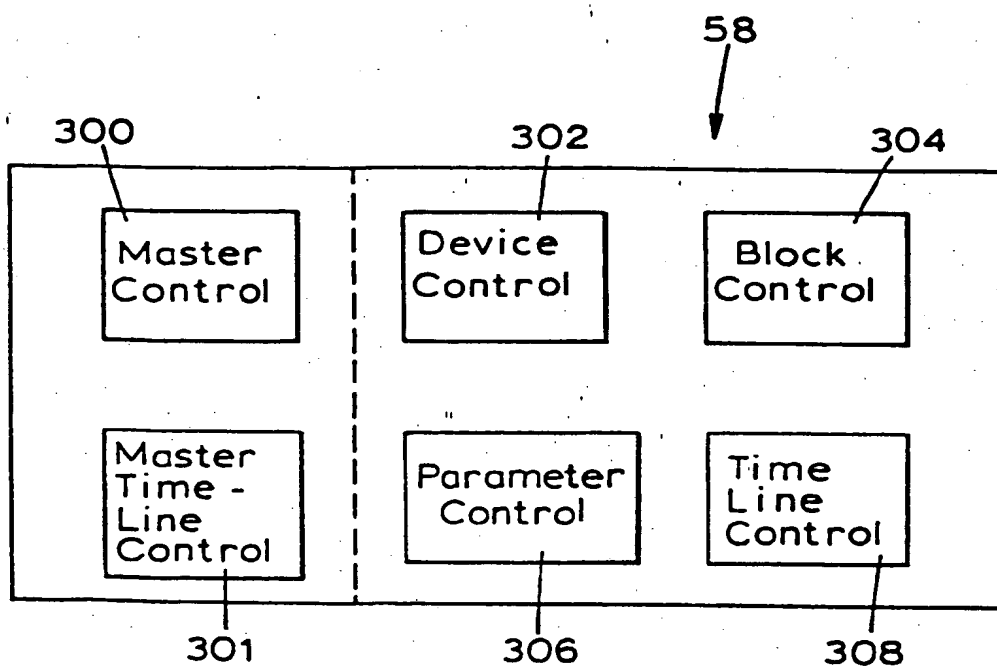 58
300
302
304
Master
Control
Device
Control
Block
Control
Master
Time-
Line
Control
Parameter
Control
Time
Line
Control
301
306
308